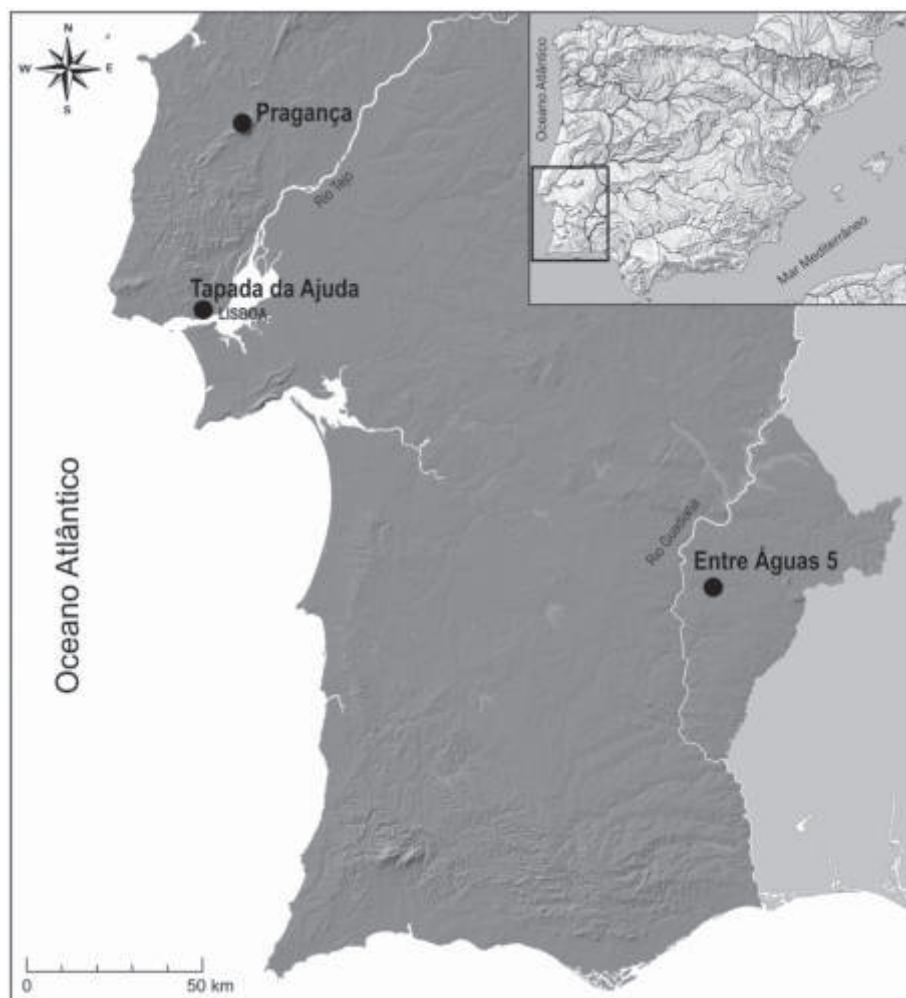 N
W E
S
Pragança
Rio Tejo
Tapada da Ajuda
LISBOA
Oceano Atlântico
Mar Mediterrâneo
Oceano Atlântico
Rio Guadiana
Entre Águas 5
0 50 km